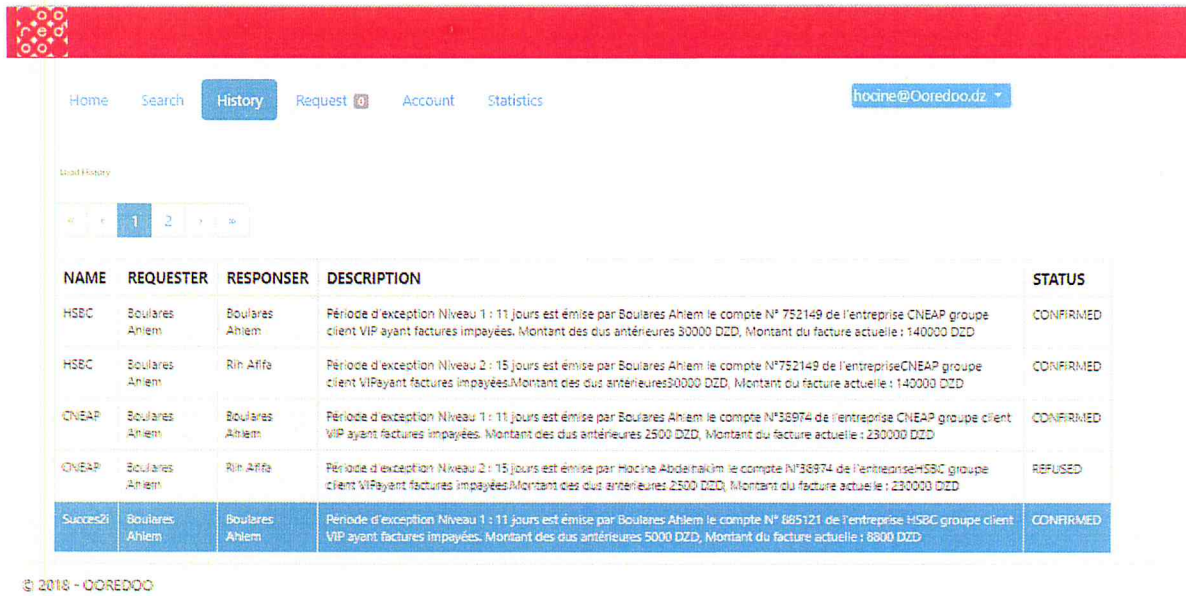 Home Search History Request 0 Account Statistics hocine@Ooredoo.dz
Load History
« ‹ 1 2 › »
NAME REQUESTER RESPONSER DESCRIPTION STATUS
HSBC Boulares Ahlem Boulares Ahlem Période d'exception Niveau 1 : 11 jours est émise par Boulares Ahlem le compte N° 752149 de l'entreprise CNEAP groupe CONFIRMED
client VIP ayant factures impayées. Montant des dus antérieures 30000 DZD, Montant du facture actuelle : 140000 DZD
HSBC Boulares Ahlem Rih Afifa Période d'exception Niveau 2 : 15 jours est émise par Boulares Ahlem le compte N°752149 de l'entrepriseCNEAP groupe CONFIRMED
client VIPayant factures impayées.Montant des dus antérieures30000 DZD, Montant du facture actuelle : 140000 DZD
CNEAP Boulares Ahlem Boulares Ahlem Période d'exception Niveau 1 : 11 jours est émise par Boulares Ahlem le compte N°38974 de l'entreprise CNEAP groupe client CONFIRMED
VIP ayant factures impayées. Montant des dus antérieures 2500 DZD, Montant du facture actuelle : 230000 DZD
CNEAP Boulares Ahlem Rih Afifa Période d'exception Niveau 2 : 15 jours est émise par Hocine Abdelhakim le compte N°38974 de l'entrepriseHSBC groupe REFUSED
client VIPayant factures impayées.Montant des dus antérieures 2500 DZD, Montant du facture actuelle : 230000 DZD
Succes2i Boulares Ahlem Boulares Ahlem Période d'exception Niveau 1 : 11 jours est émise par Boulares Ahlem le compte N° 885121 de l'entreprise HSBC groupe client CONFIRMED
VIP ayant factures impayées. Montant des dus antérieures 5000 DZD, Montant du facture actuelle : 8800 DZD
© 2018 - OOREDOO